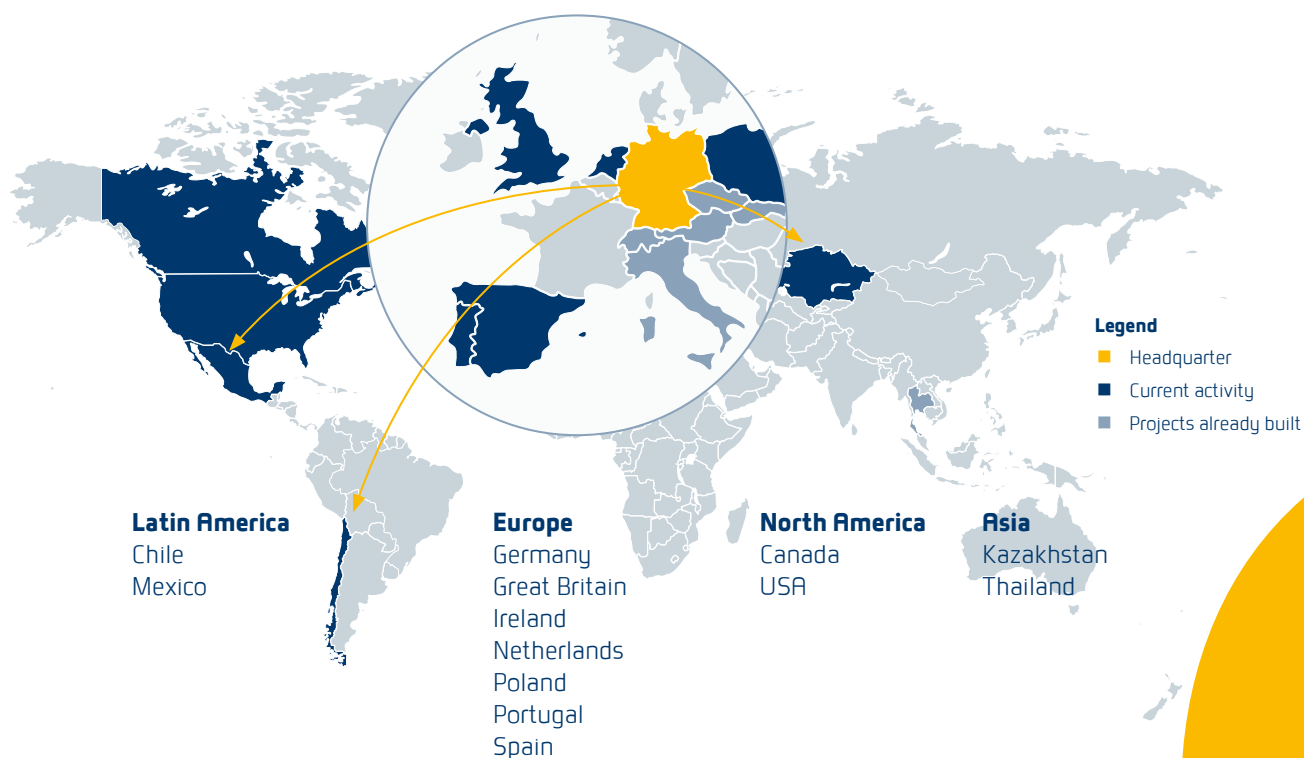 Legend
Headquarter
Current activity
Projects already built
Latin America
Chile
Mexico
Europe
Germany
Great Britain
Ireland
Netherlands
Poland
Portugal
Spain
North America
Canada
USA
Asia
Kazakhstan
Thailand